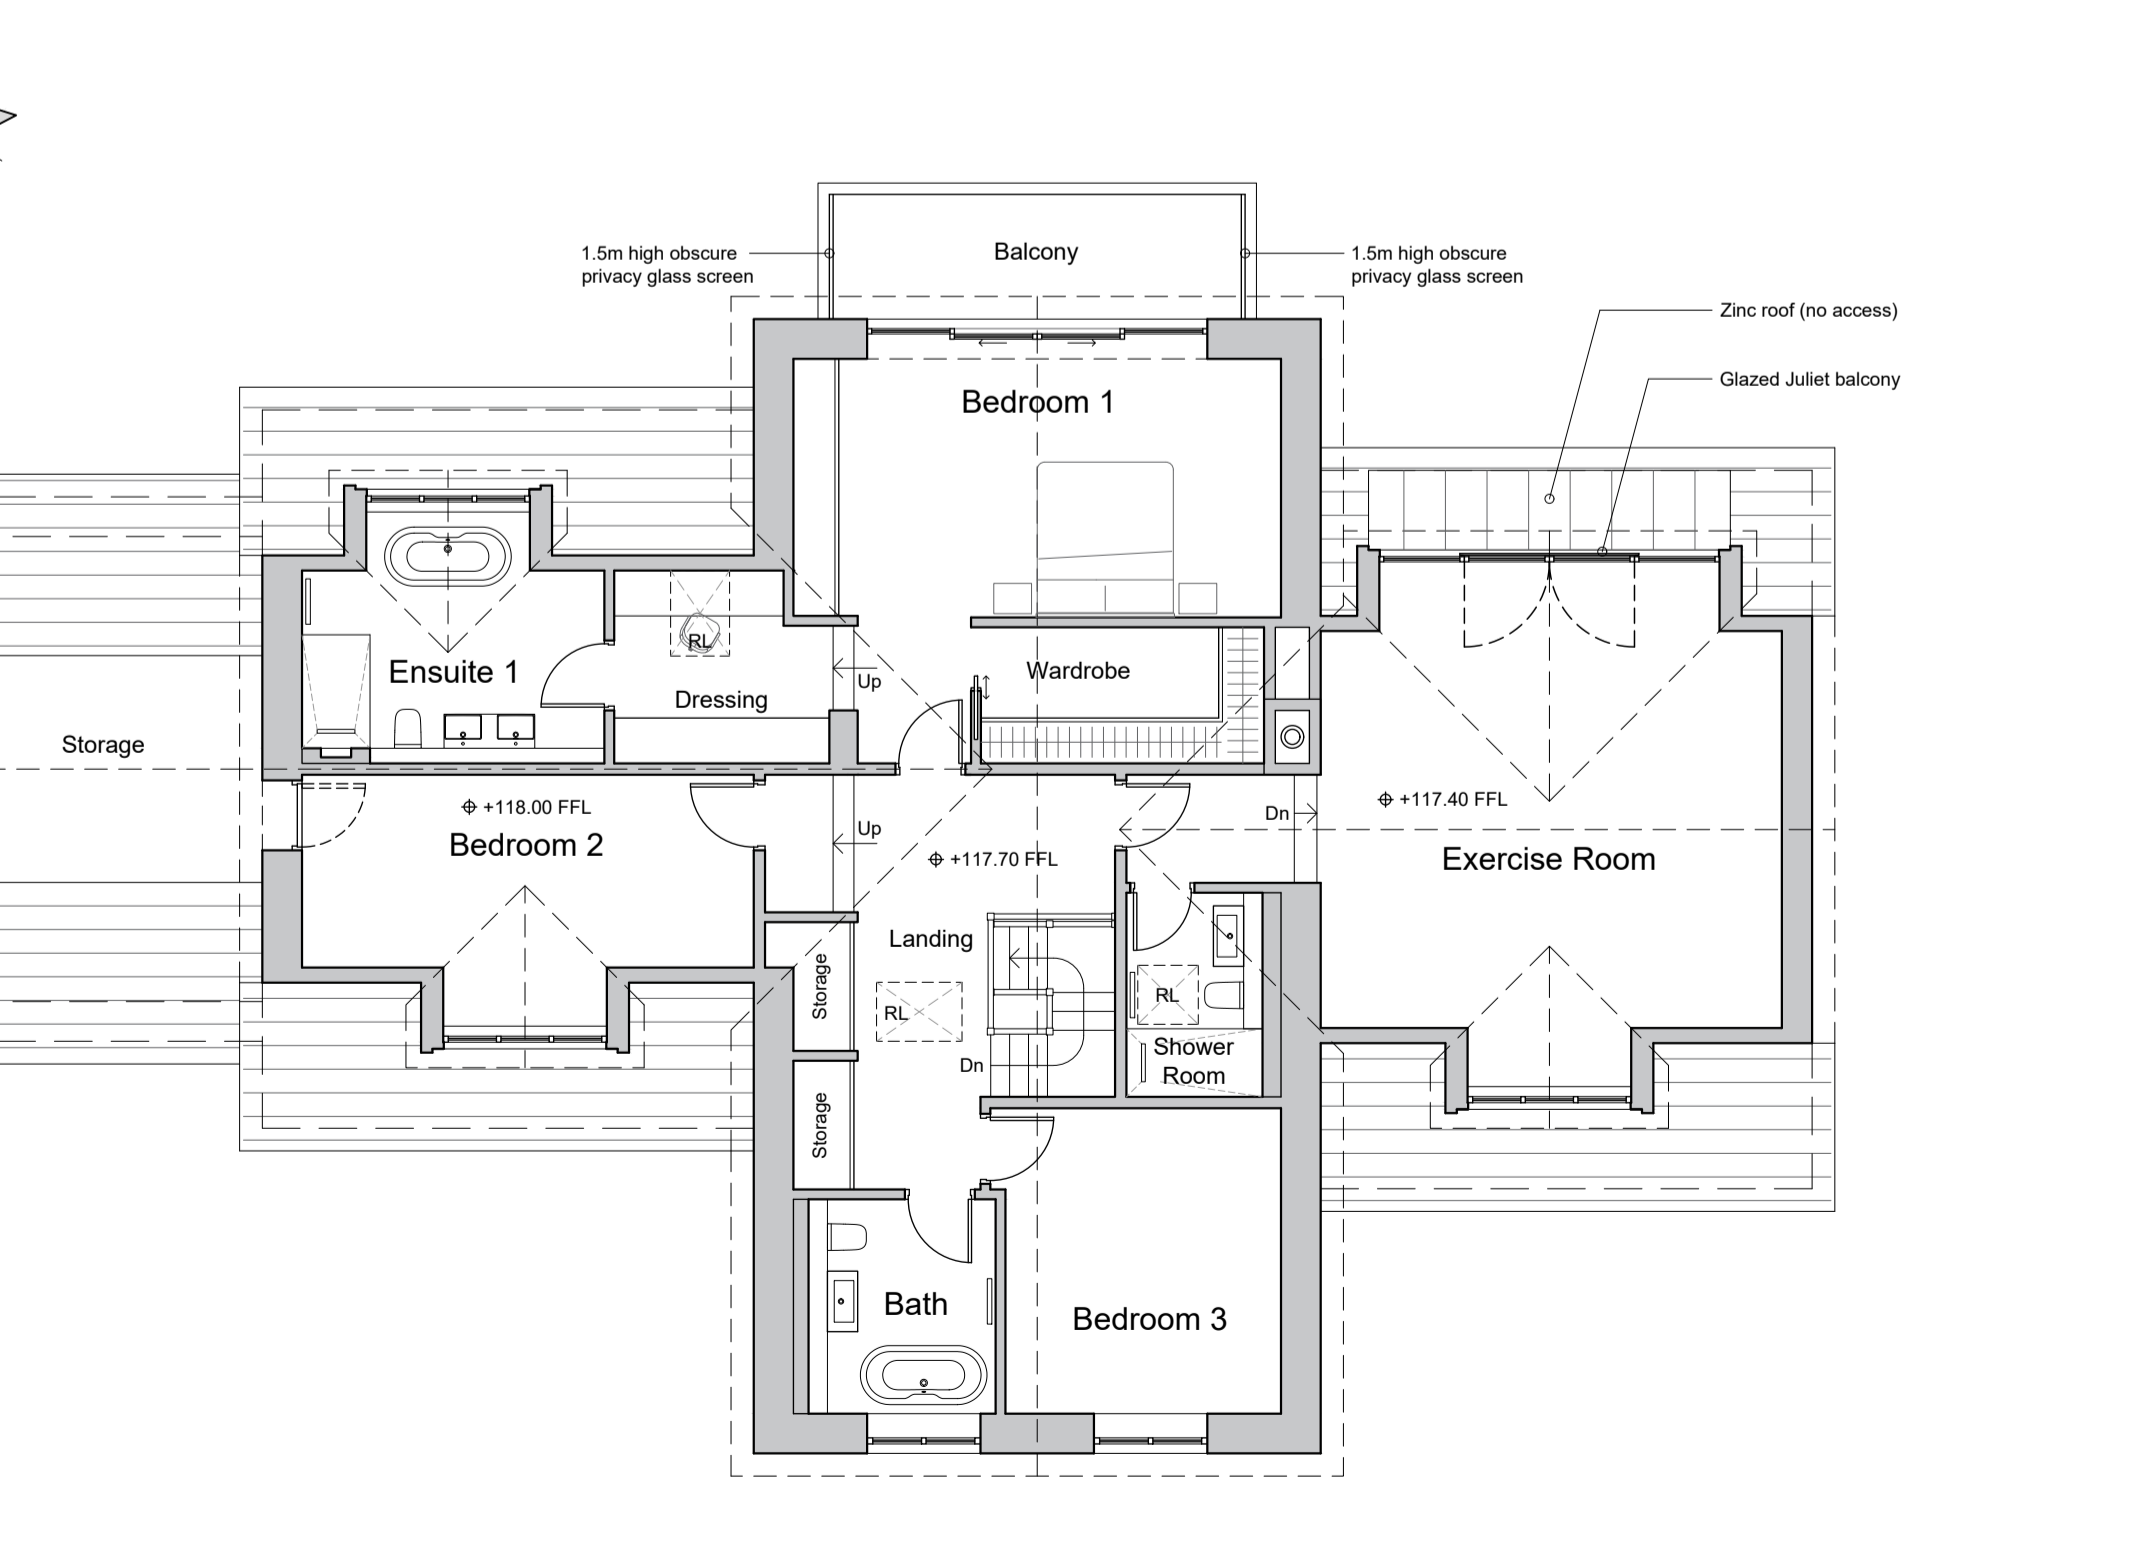 Balcony
1.5m high obscure
privacy glass screen
1.5m high obscure
privacy glass screen
Zinc roof (no access)
Glazed Juliet balcony
Bedroom 1
RL
Ensuite 1
Dressing
Up
Wardrobe
Storage
+118.00 FFL
Bedroom 2
Up
+117.70 FFL
Dn
+117.40 FFL
Exercise Room
Landing
Storage
RL
RL
Dn
Shower
Room
Storage
Bath
Bedroom 3